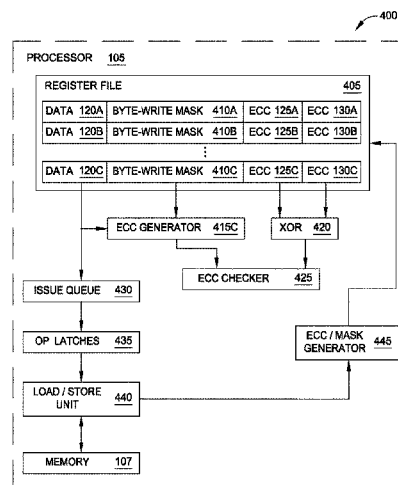 400
PROCESSOR 105
REGISTER FILE 405
DATA 120A BYTE-WRITE MASK 410A ECC 125A ECC 130A
DATA 120B BYTE-WRITE MASK 410B ECC 125B ECC 130B
⋮
DATA 120C BYTE-WRITE MASK 410C ECC 125C ECC 130C
ECC GENERATOR 415C XOR 420
ECC CHECKER 425
ISSUE QUEUE 430
OP LATCHES 435
ECC / MASK
GENERATOR 445
LOAD / STORE
UNIT 440
MEMORY 107